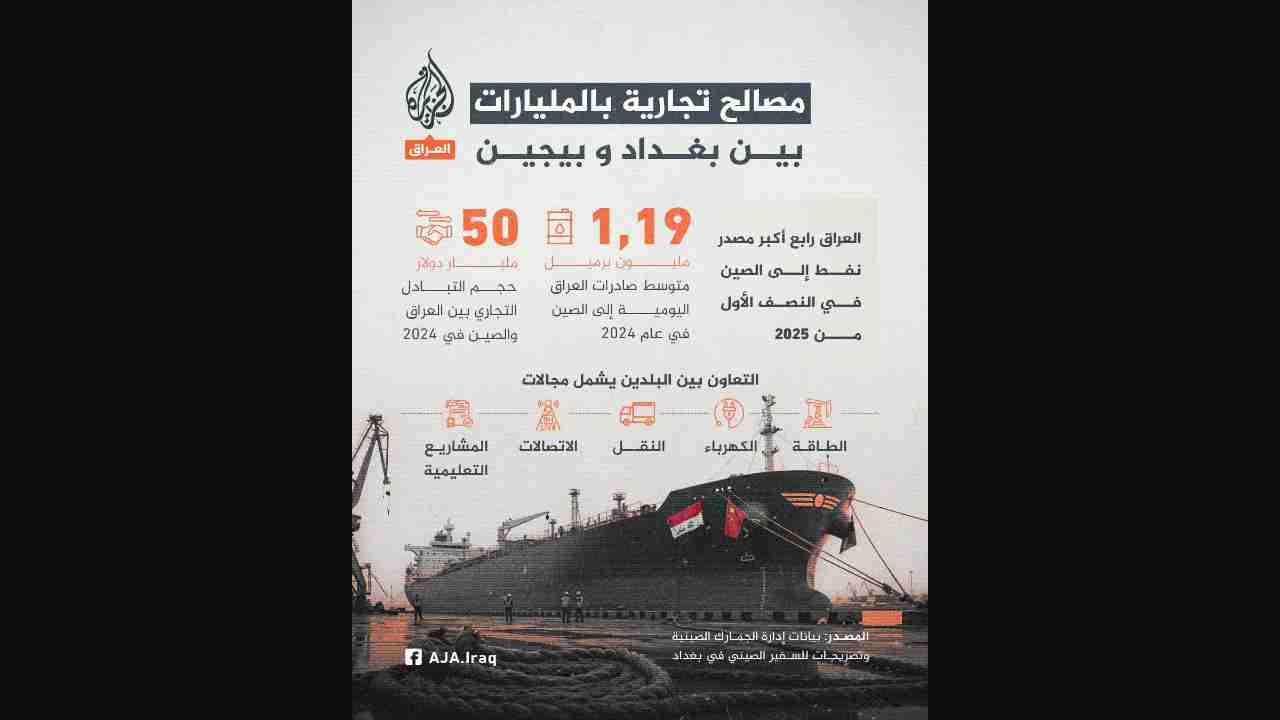 مصالح تجارية بالمليارات
بين بغداد و بيجين
الجزيرة
العراق
العراق رابع أكبر مصدر
نفط إلى الصين
في النصف الأول
من 2025
1,19
مليون برميل
متوسط صادرات العراق
اليومية إلى الصين
في عام 2024
50
مليار دولار
حجم التبادل
التجاري بين العراق
والصين في 2024
التعاون بين البلدين يشمل مجالات
الطاقة
الكهرباء
النقل
الاتصالات
المشاريع
التعليمية
المصدر: بيانات إدارة الجمارك الصينية
وتصريحات للسفير الصيني في بغداد
AJA.Iraq